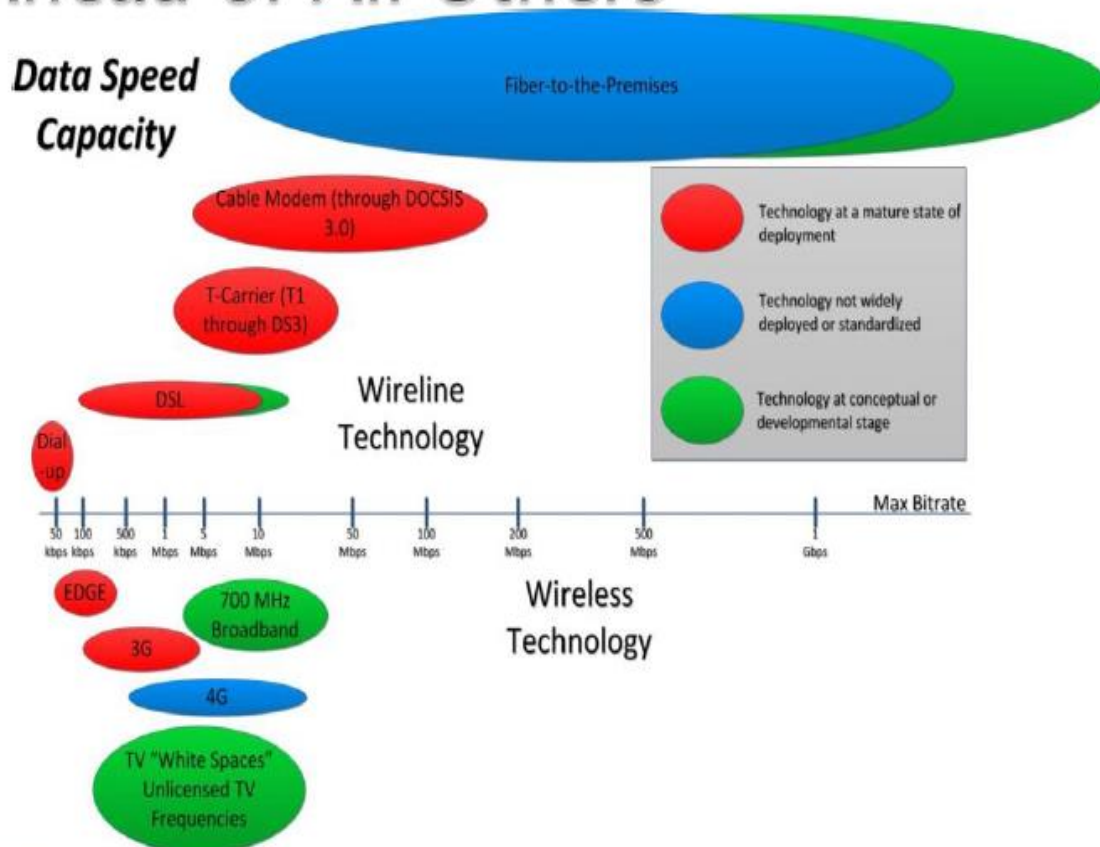 Data Speed
Capacity
Fiber-to-the-Premises
Cable Modem (through DOCSIS
3.0)
T-Carrier (T1
through DS3)
DSL
Dial
-up
Wireline
Technology
Technology at a mature state of
deployment
Technology not widely
deployed or standardized
Technology at conceptual or
developmental stage
Max Bitrate
50
kbps
100
kbps
500
kbps
1
Mbps
5
Mbps
10
Mbps
50
Mbps
100
Mbps
200
Mbps
500
Mbps
1
Gbps
EDGE
700 MHz
Broadband
3G
4G
TV "White Spaces"
Unlicensed TV
Frequencies
Wireless
Technology